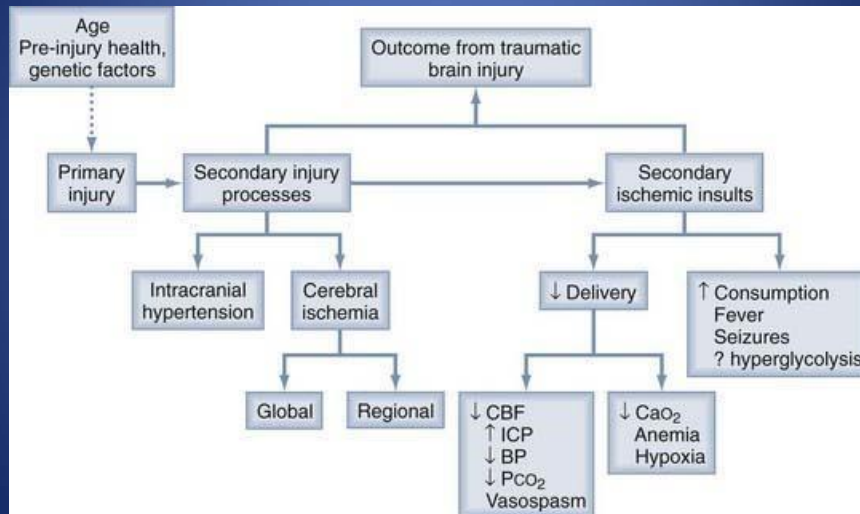 Age
Pre-injury health,
genetic factors
Outcome from traumatic
brain injury
Primary
injury
Secondary injury
processes
Secondary
ischemic insults
Intracranial
hypertension
Cerebral
ischemia
↓ Delivery
↑ Consumption
Fever
Seizures
? hyperglycolysis
Global
Regional
↓ CBF
↑ ICP
↓ BP
↓ PCO₂
Vasospasm
↓ CaO₂
Anemia
Hypoxia